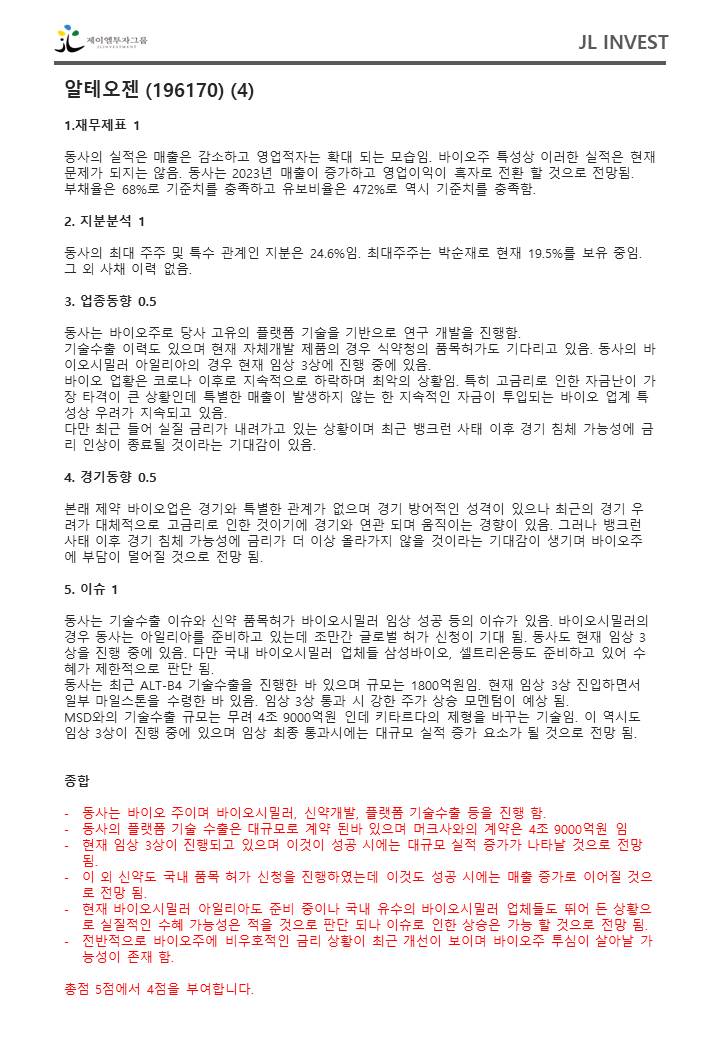 제이엘투자그룹
JLINVESTMENT
JL INVEST
알테오젠 (196170) (4)
1.재무제표 1
동사의 실적은 매출은 감소하고 영업적자는 확대 되는 모습임. 바이오주 특성상 이러한 실적은 현재
문제가 되지는 않음. 동사는 2023년 매출이 증가하고 영업이익이 흑자로 전환 할 것으로 전망됨.
부채율은 68%로 기준치를 충족하고 유보비율은 472%로 역시 기준치를 충족함.
2. 지분분석 1
동사의 최대 주주 및 특수 관계인 지분은 24.6%임. 최대주주는 박순재로 현재 19.5%를 보유 중임.
그 외 사채 이력 없음.
3. 업종동향 0.5
동사는 바이오주로 당사 고유의 플랫폼 기술을 기반으로 연구 개발을 진행함.
기술수출 이력도 있으며 현재 자체개발 제품의 경우 식약청의 품목허가도 기다리고 있음. 동사의 바
이오시밀러 아일리아의 경우 현재 임상 3상에 진행 중에 있음.
바이오 업황은 코로나 이후로 지속적으로 하락하며 최악의 상황임. 특히 고금리로 인한 자금난이 가
장 타격이 큰 상황인데 특별한 매출이 발생하지 않는 한 지속적인 자금이 투입되는 바이오 업계 특
성상 우려가 지속되고 있음.
다만 최근 들어 실질 금리가 내려가고 있는 상황이며 최근 뱅크런 사태 이후 경기 침체 가능성에 금
리 인상이 종료될 것이라는 기대감이 있음.
4. 경기동향 0.5
본래 제약 바이오업은 경기와 특별한 관계가 없으며 경기 방어적인 성격이 있으나 최근의 경기 우
려가 대체적으로 고금리로 인한 것이기에 경기와 연관 되며 움직이는 경향이 있음. 그러나 뱅크런
사태 이후 경기 침체 가능성에 금리가 더 이상 올라가지 않을 것이라는 기대감이 생기며 바이오주
에 부담이 덜어질 것으로 전망 됨.
5. 이슈 1
동사는 기술수출 이슈와 신약 품목허가 바이오시밀러 임상 성공 등의 이슈가 있음. 바이오시밀러의
경우 동사는 아일리아를 준비하고 있는데 조만간 글로벌 허가 신청이 기대 됨. 동사도 현재 임상 3
상을 진행 중에 있음. 다만 국내 바이오시밀러 업체들 삼성바이오, 셀트리온등도 준비하고 있어 수
혜가 제한적으로 판단 됨.
동사는 최근 ALT-B4 기술수출을 진행한 바 있으며 규모는 1800억원임. 현재 임상 3상 진입하면서
일부 마일스톤을 수령한 바 있음. 임상 3상 통과 시 강한 주가 상승 모멘텀이 예상 됨.
MSD와의 기술수출 규모는 무려 4조 9000억원 인데 키타르다의 제형을 바꾸는 기술임. 이 역시도
임상 3상이 진행 중에 있으며 임상 최종 통과시에는 대규모 실적 증가 요소가 될 것으로 전망 됨.
종합
- 동사는 바이오 주이며 바이오시밀러, 신약개발, 플랫폼 기술수출 등을 진행 함.
- 동사의 플랫폼 기술 수출은 대규모로 계약 된바 있으며 머크사와의 계약은 4조 9000억원 임
- 현재 임상 3상이 진행되고 있으며 이것이 성공 시에는 대규모 실적 증가가 나타날 것으로 전망
됨.
- 이 외 신약도 국내 품목 허가 신청을 진행하였는데 이것도 성공 시에는 매출 증가로 이어질 것으
로 전망 됨.
- 현재 바이오시밀러 아일리아도 준비 중이나 국내 유수의 바이오시밀러 업체들도 뛰어 든 상황으
로 실질적인 수혜 가능성은 적을 것으로 판단 되나 이슈로 인한 상승은 가능 할 것으로 전망 됨.
- 전반적으로 바이오주에 비우호적인 금리 상황이 최근 개선이 보이며 바이오주 투심이 살아날 가
능성이 존재 함.
총점 5점에서 4점을 부여합니다.